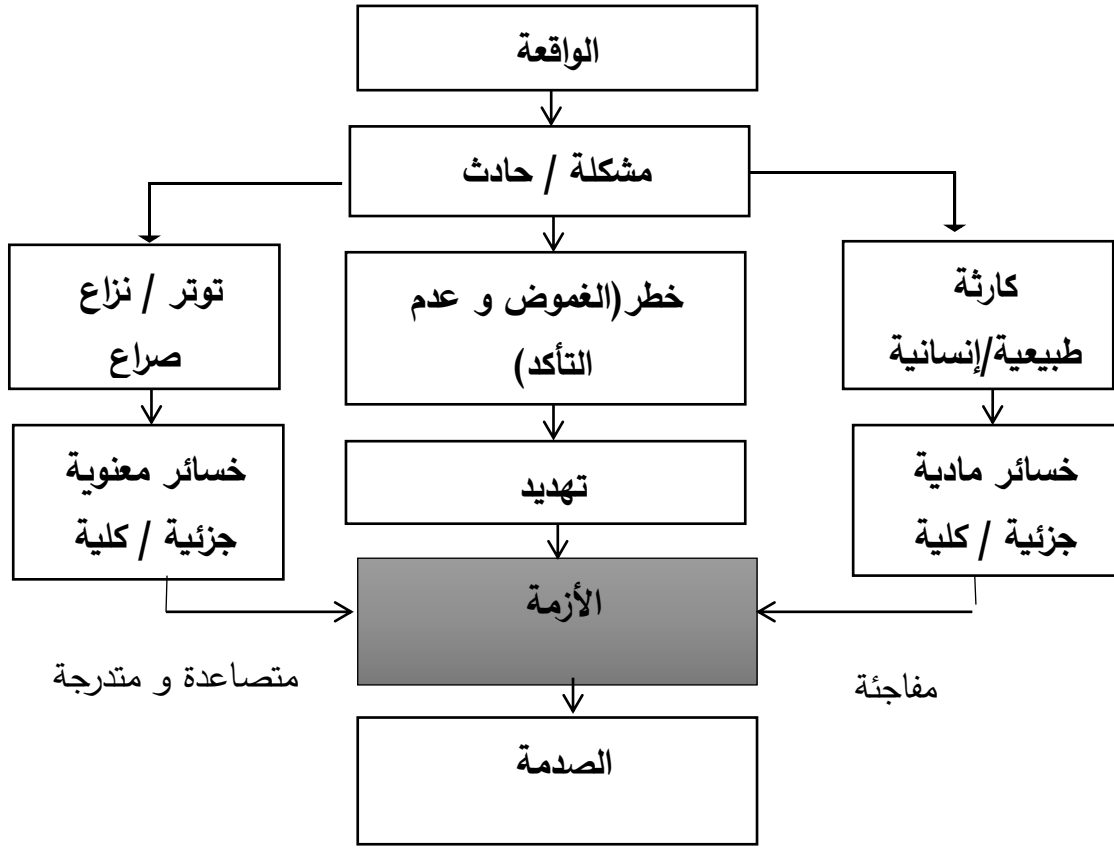 الواقعة
مشكلة / حادث
كارثة
طبيعية/إنسانية
خطر(الغموض و عدم
التأكد)
توتر / نزاع
صراع
خسائر مادية
جزئية / كلية
تهديد
خسائر معنوية
جزئية / كلية
الأزمة
مفاجئة
متصاعدة و متدرجة
الصدمة